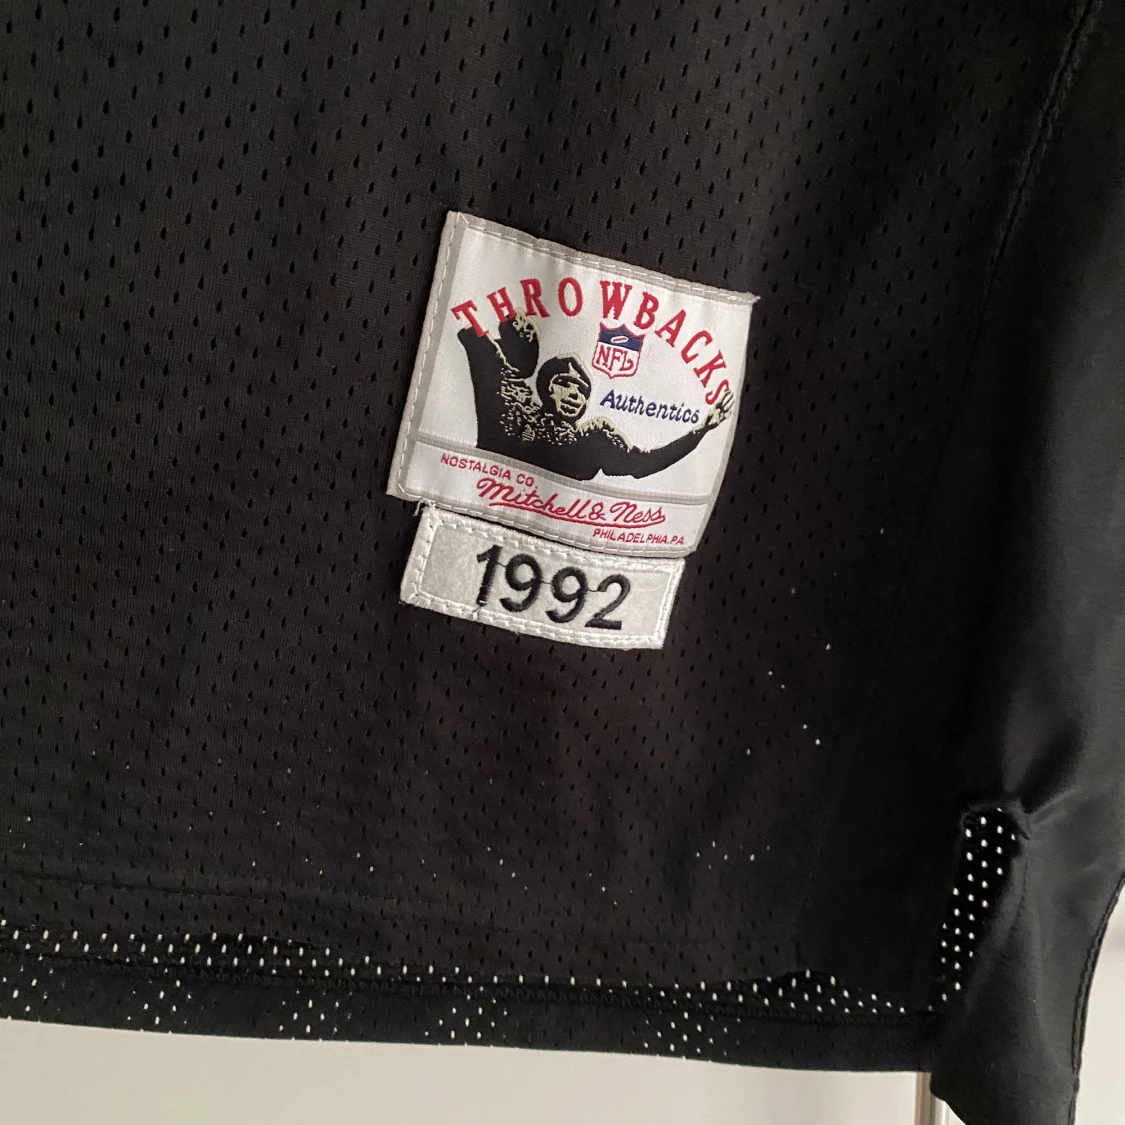 THROWBACKS
NFL
Authentics
NOSTALGIA CO.
Mitchell & Ness
PHILADELPHIA.PA.
1992